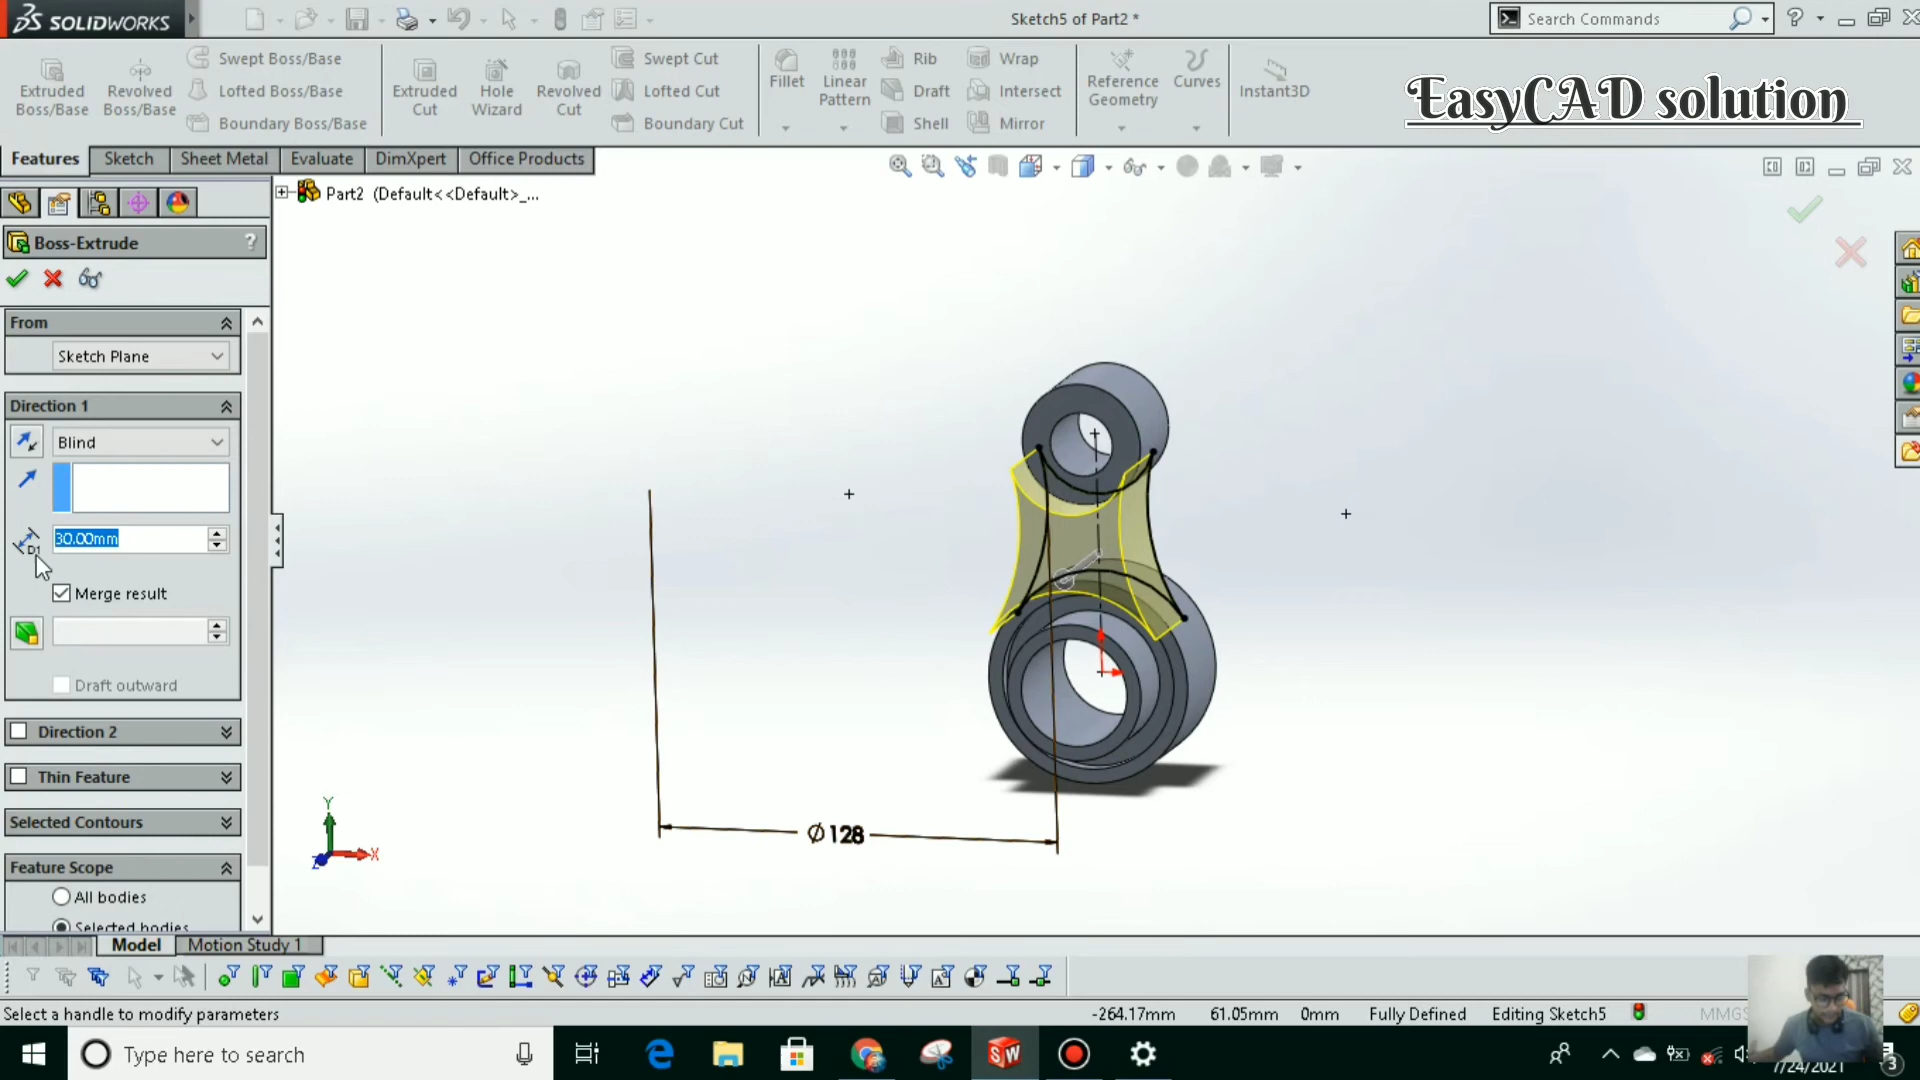 SOLIDWORKS
Sketch5 of Part2 *
Search Commands
Extruded Boss/Base
Revolved Boss/Base
Swept Boss/Base
Lofted Boss/Base
Boundary Boss/Base
Extruded Cut
Hole Wizard
Revolved Cut
Swept Cut
Lofted Cut
Boundary Cut
Fillet
Linear Pattern
Rib
Draft
Shell
Wrap
Intersect
Mirror
Reference Geometry
Curves
Instant3D
EasyCAD solution
Features
Sketch
Sheet Metal
Evaluate
DimXpert
Office Products
Part2 (Default<<Default>_...
Boss-Extrude
?
From
Sketch Plane
Direction 1
Blind
D1
30.00mm
Merge result
Draft outward
Direction 2
Thin Feature
Selected Contours
Feature Scope
All bodies
Selected bodies
Ø128
Y
X
Z
Model
Motion Study 1
Select a handle to modify parameters
-264.17mm
61.05mm
0mm
Fully Defined
Editing Sketch5
MMGS
Type here to search
7/24/2021
3